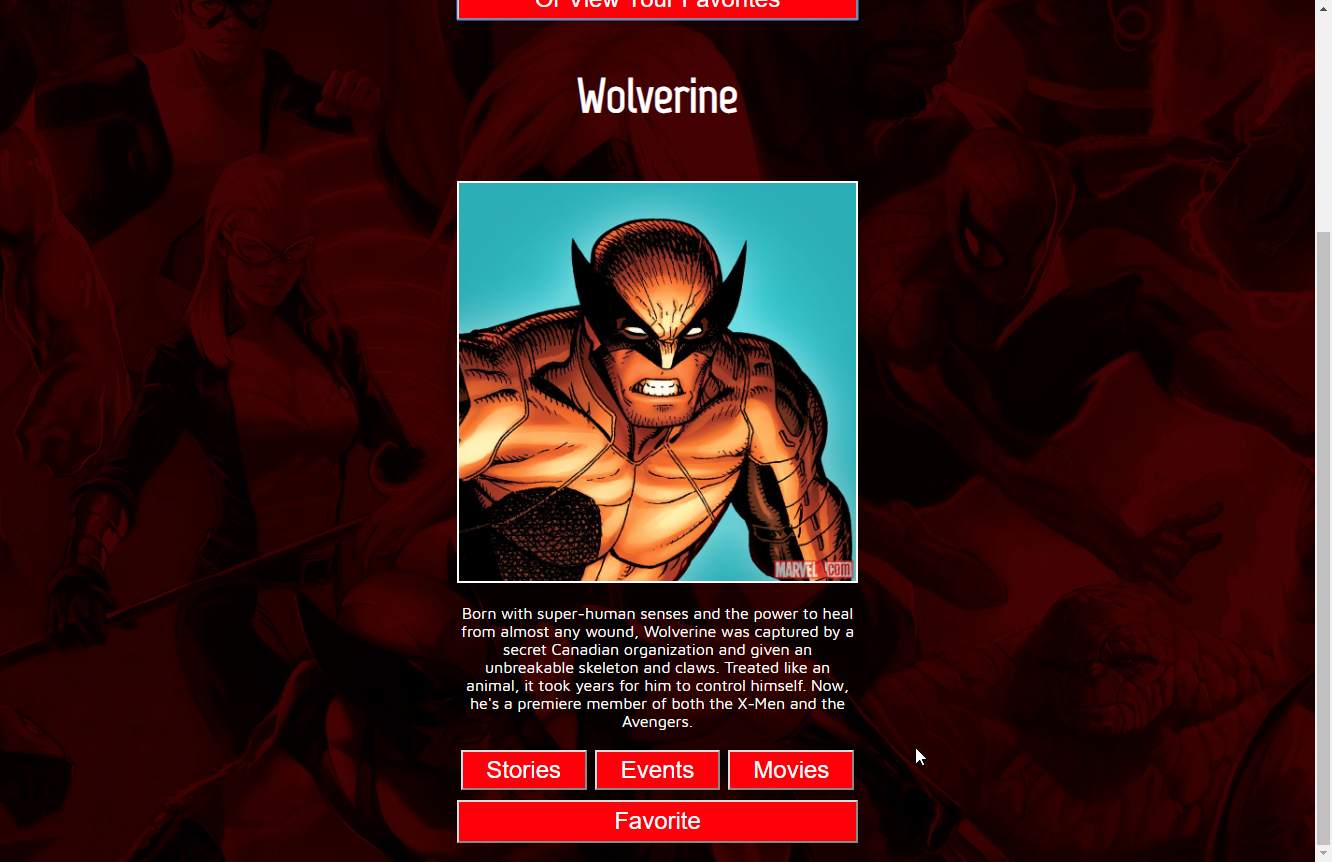 Or View Your Favorites
Wolverine
MARVEL.COM
Born with super-human senses and the power to heal
from almost any wound, Wolverine was captured by a
secret Canadian organization and given an
unbreakable skeleton and claws. Treated like an
animal, it took years for him to control himself. Now,
he's a premiere member of both the X-Men and the
Avengers.
Stories Events Movies
Favorite